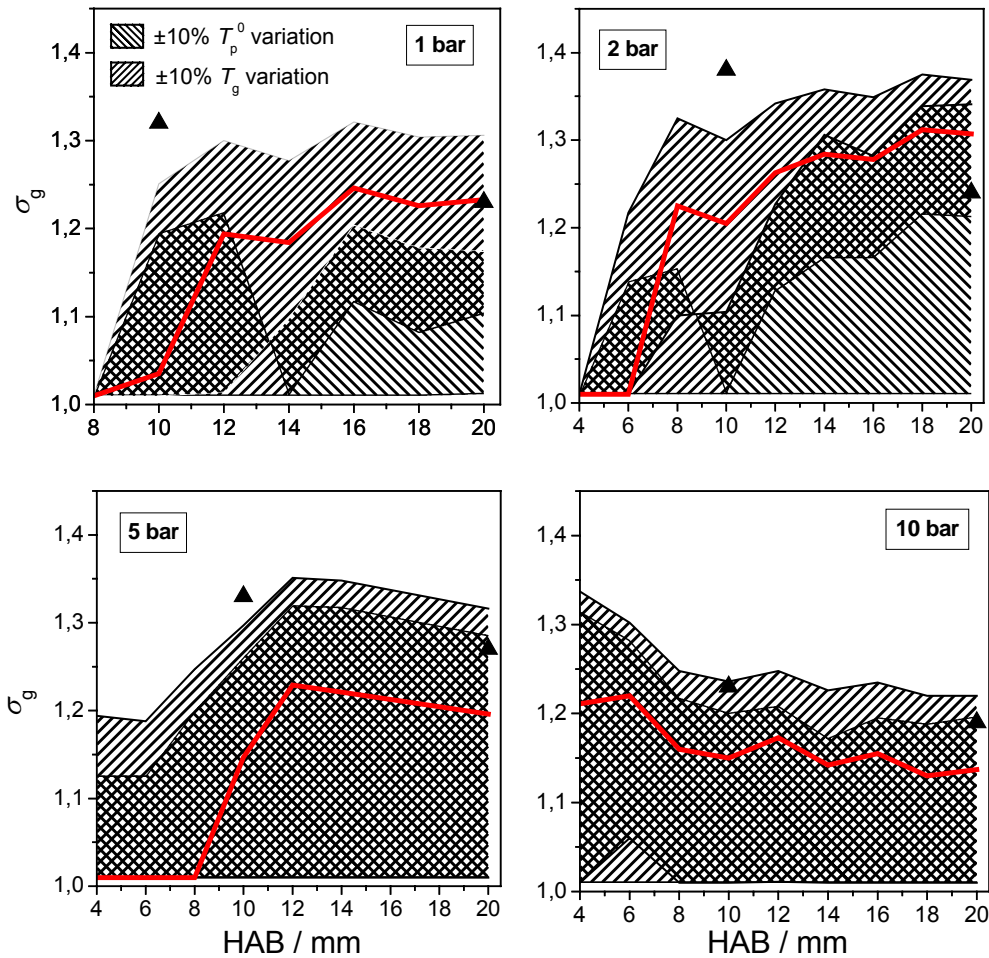 ±10% T_p^0 variation
±10% T_g variation
1 bar
1,4
1,3
1,2
1,1
1,0
σ_g
8 10 12 14 16 18 20
2 bar
1,4
1,3
1,2
1,1
1,0
4 6 8 10 12 14 16 18 20
5 bar
1,4
1,3
1,2
1,1
1,0
σ_g
4 6 8 10 12 14 16 18 20
HAB / mm
10 bar
1,4
1,3
1,2
1,1
1,0
4 6 8 10 12 14 16 18 20
HAB / mm